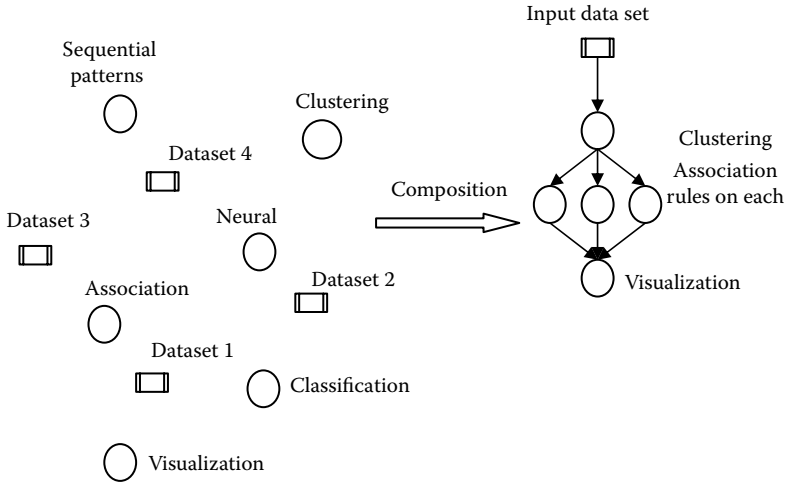 Sequential
patterns
Clustering
Dataset 4
Dataset 3
Neural
Dataset 2
Association
Dataset 1
Classification
Visualization
Composition
Input data set
Clustering
Association
rules on each
Visualization